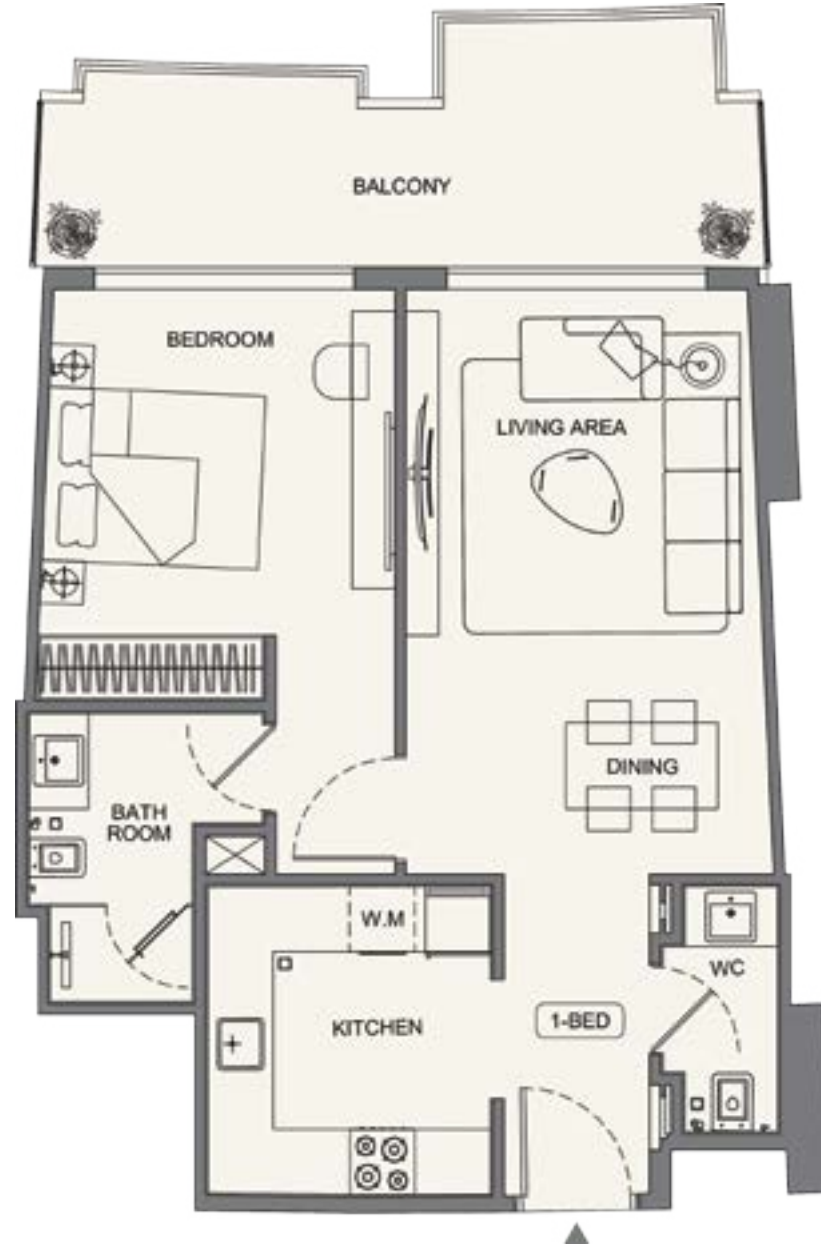 BALCONY
BEDROOM
LIVING AREA
DINING
BATH
ROOM
W.M
WC
1-BED
KITCHEN